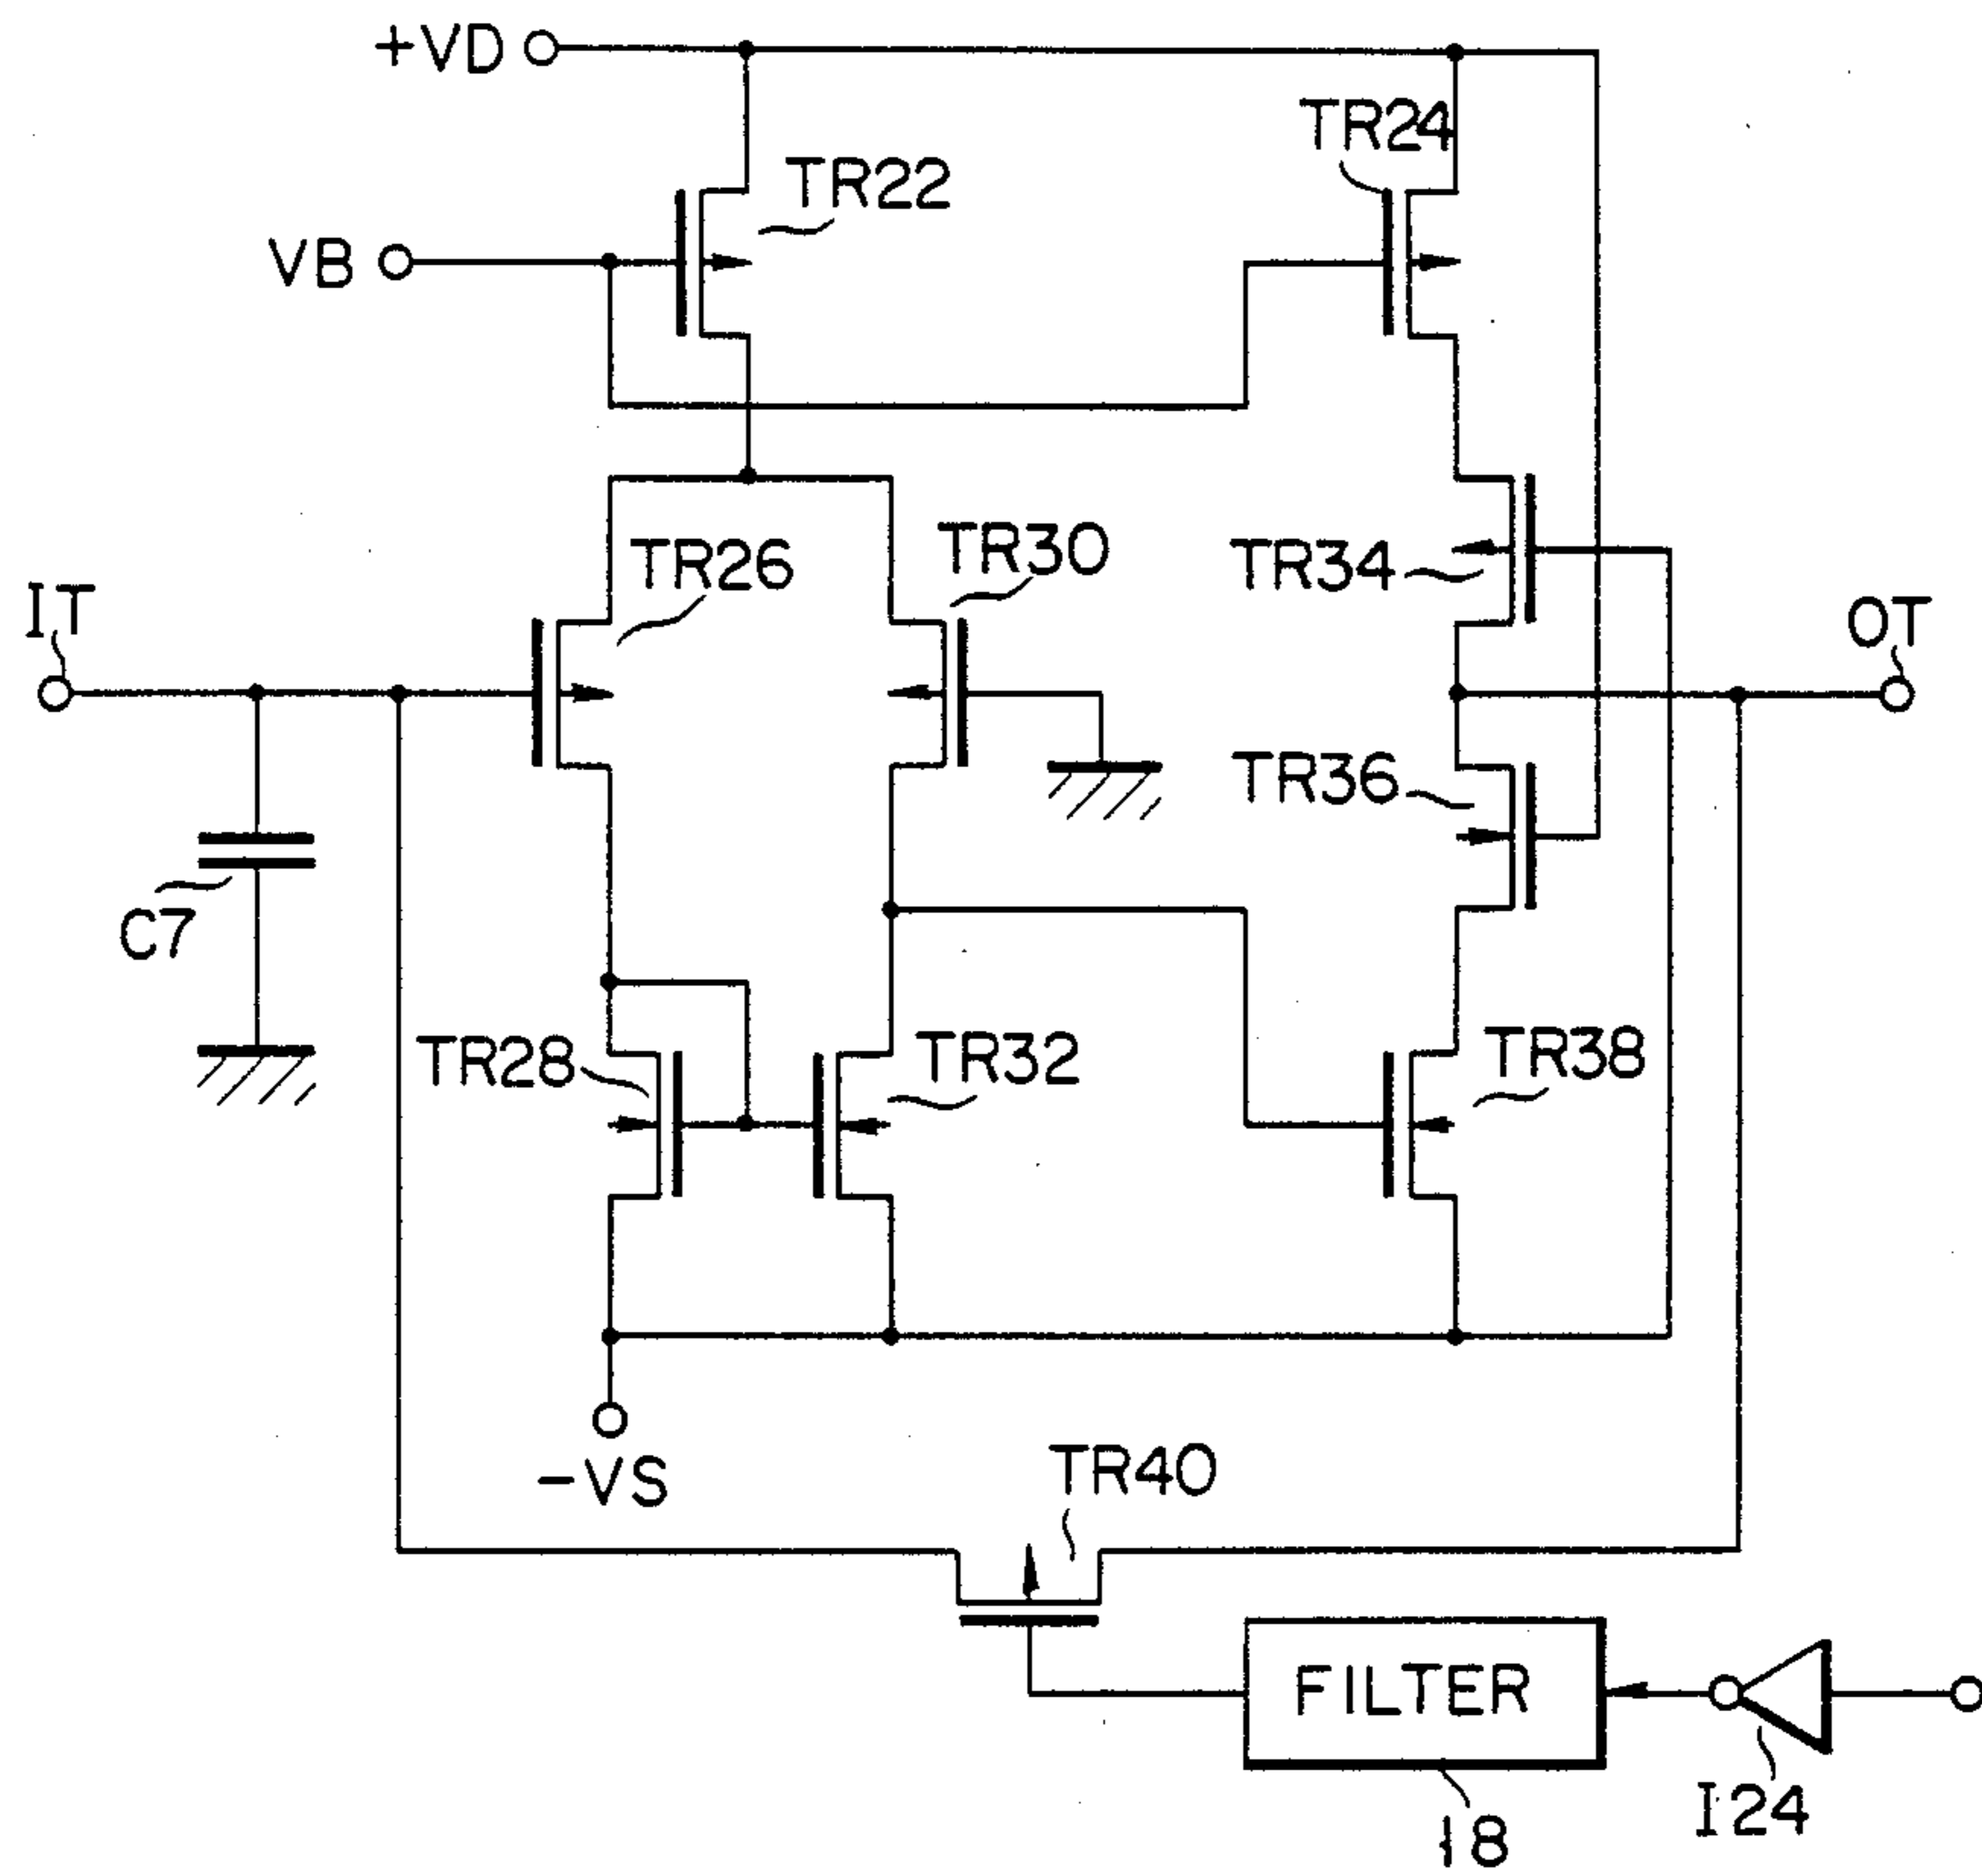 +VD
TR24
TR22
VB
TR26
TR30
TR34
IT
OT
TR36
C7
TR28
TR32
TR38
-VS
TR40
FILTER
I24
18